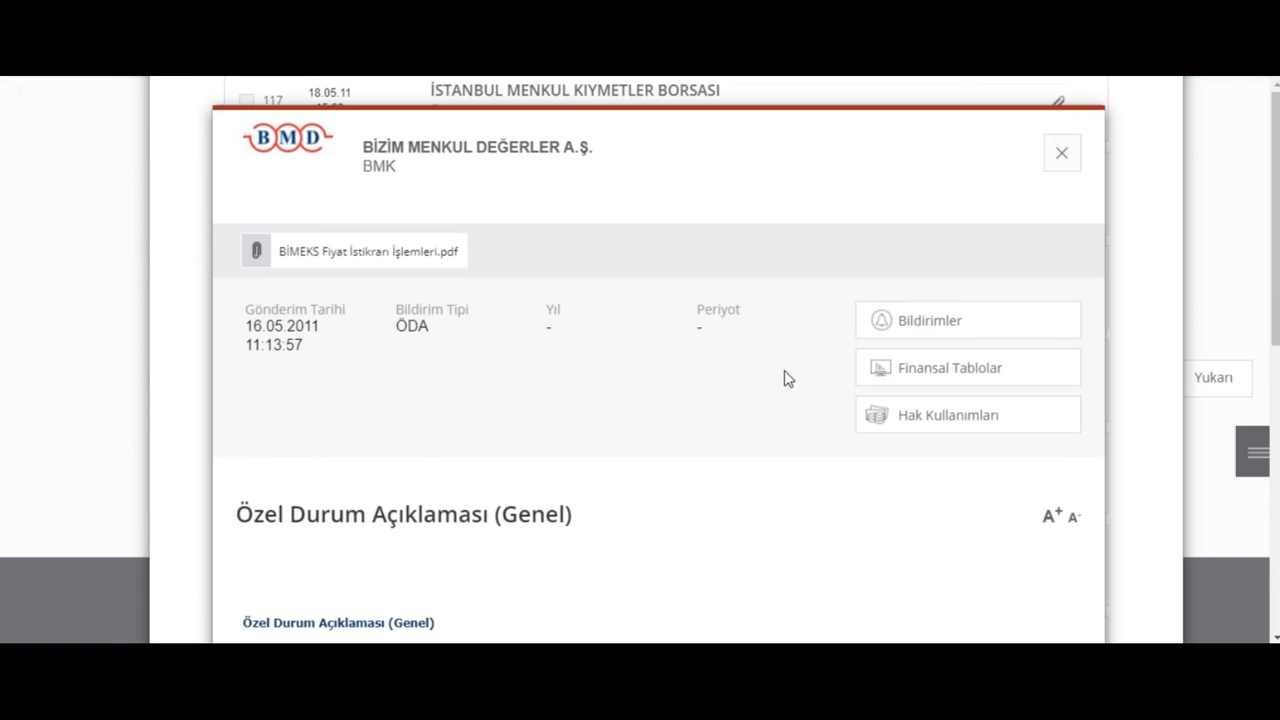 117
18.05.11
İSTANBUL MENKUL KIYMETLER BORSASI
BMD
BİZİM MENKUL DEĞERLER A.Ş.
BMK
BİMEKS Fiyat İstikrarı İşlemleri.pdf
Gönderim Tarihi
16.05.2011
11:13:57
Bildirim Tipi
ÖDA
Yıl
-
Periyot
-
Bildirimler
Finansal Tablolar
Hak Kullanımları
Yukarı
Özel Durum Açıklaması (Genel)
A+ A-
Özel Durum Açıklaması (Genel)